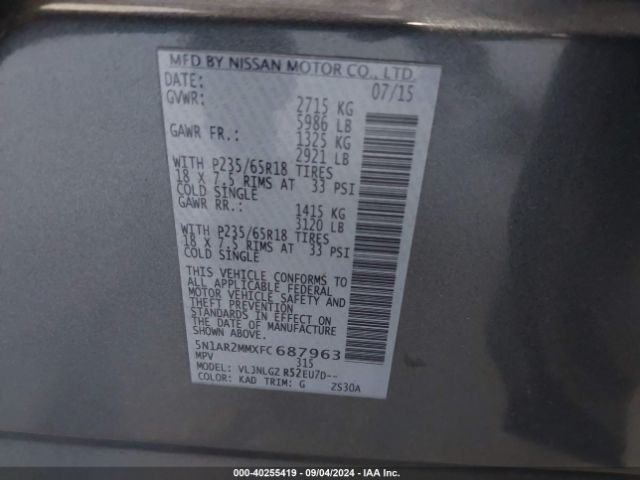 MFD BY NISSAN MOTOR CO., LTD.
DATE: 07/15
GVWR: 2715 KG
5986 LB
GAWR FR.: 1325 KG
2921 LB
WITH P235/65R18 TIRES
18 X 7.5 RIMS AT 33 PSI
COLD SINGLE
GAWR RR.: 1415 KG
3120 LB
WITH P235/65R18 TIRES
18 X 7.5 RIMS AT 33 PSI
COLD SINGLE
THIS VEHICLE CONFORMS TO
ALL APPLICABLE FEDERAL
MOTOR VEHICLE SAFETY AND
THEFT PREVENTION
STANDARDS IN EFFECT ON
THE DATE OF MANUFACTURE
SHOWN ABOVE.
5N1AR2MMXFC687963
MPV 315
MODEL: VLJNLG2 R52EU7D--
COLOR: KAD TRIM: G ZS30A
000-40255419 - 09/04/2024 - IAA Inc.